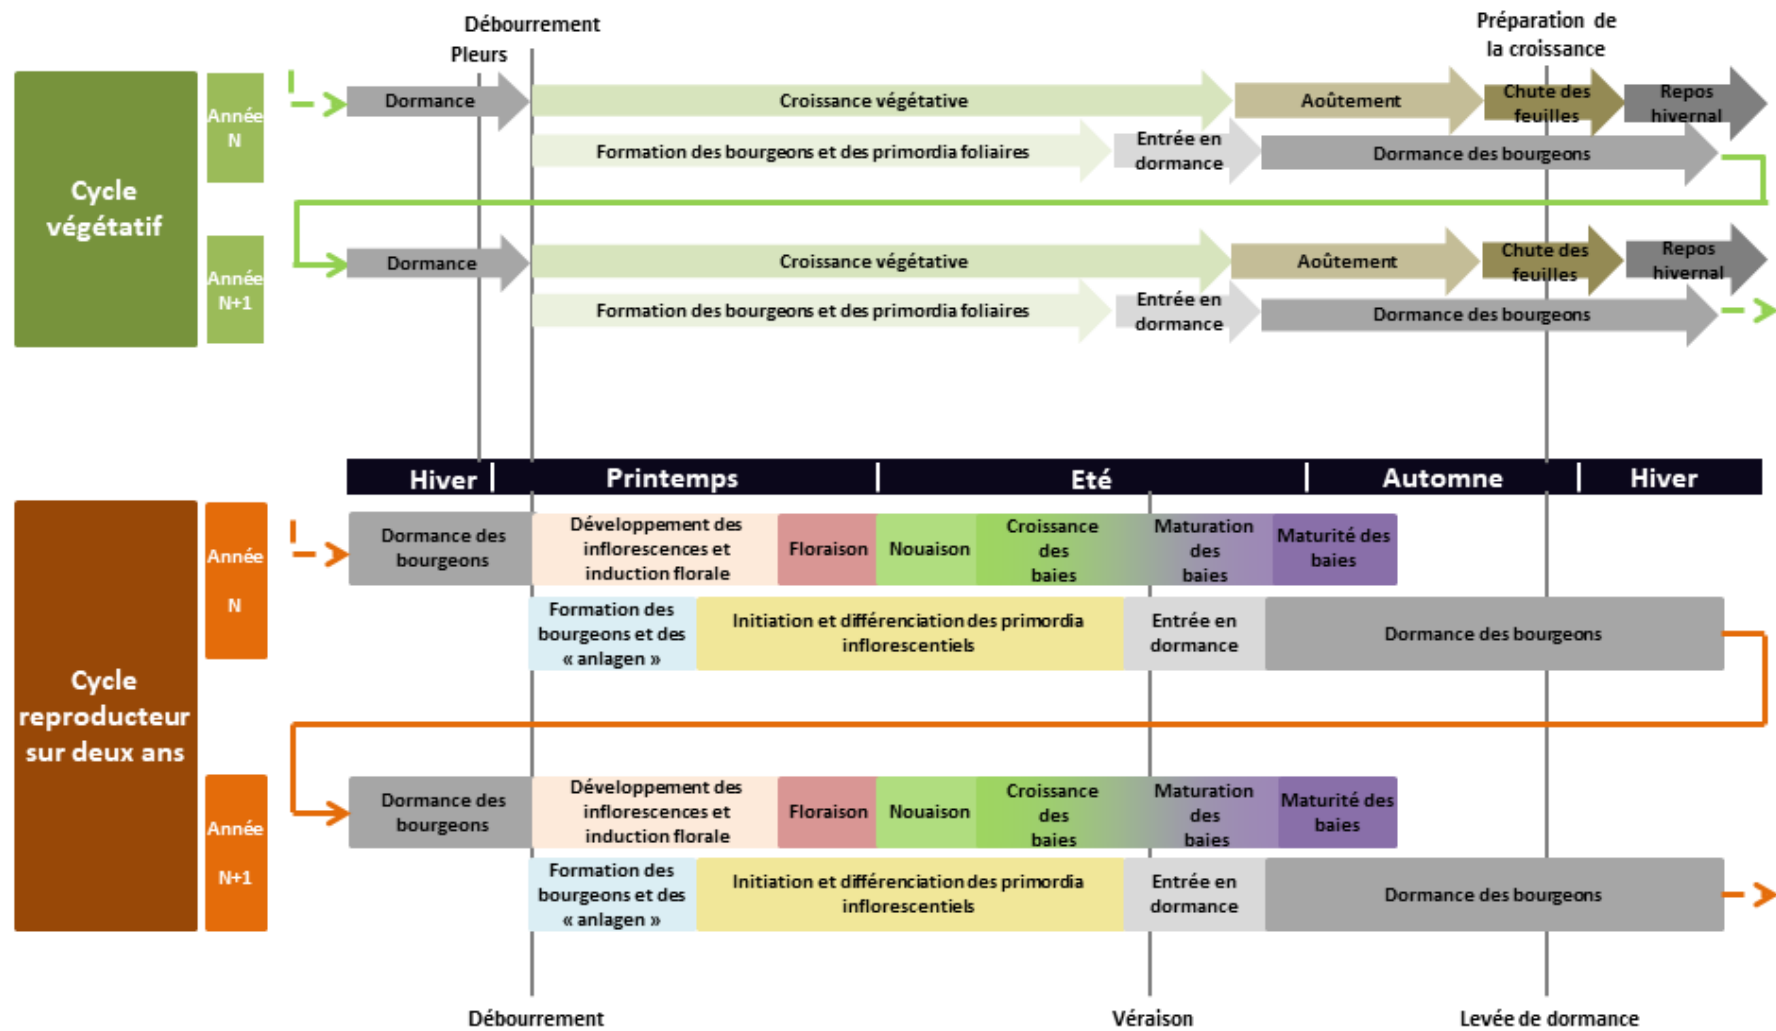 Débourrement
Pleurs
Préparation de
la croissance
Cycle
végétatif
Année
N
Dormance
Croissance végétative
Aoûtement
Chute des
feuilles
Repos
hivernal
Formation des bourgeons et des primordia foliaires
Entrée en
dormance
Dormance des bourgeons
Année
N+1
Dormance
Croissance végétative
Aoûtement
Chute des
feuilles
Repos
hivernal
Formation des bourgeons et des primordia foliaires
Entrée en
dormance
Dormance des bourgeons
Hiver
Printemps
Eté
Automne
Hiver
Cycle
reproducteur
sur deux ans
Année
N
Dormance des
bourgeons
Développement des
inflorescences et
induction florale
Floraison
Nouaison
Croissance
des
baies
Maturation
des
baies
Maturité des
baies
Formation des
bourgeons et des
« anlagen »
Initiation et différenciation des primordia
inflorescentiels
Entrée en
dormance
Dormance des bourgeons
Année
N+1
Dormance des
bourgeons
Développement des
inflorescences et
induction florale
Floraison
Nouaison
Croissance
des
baies
Maturation
des
baies
Maturité des
baies
Formation des
bourgeons et des
« anlagen »
Initiation et différenciation des primordia
inflorescentiels
Entrée en
dormance
Dormance des bourgeons
Débourrement
Véraison
Levée de dormance